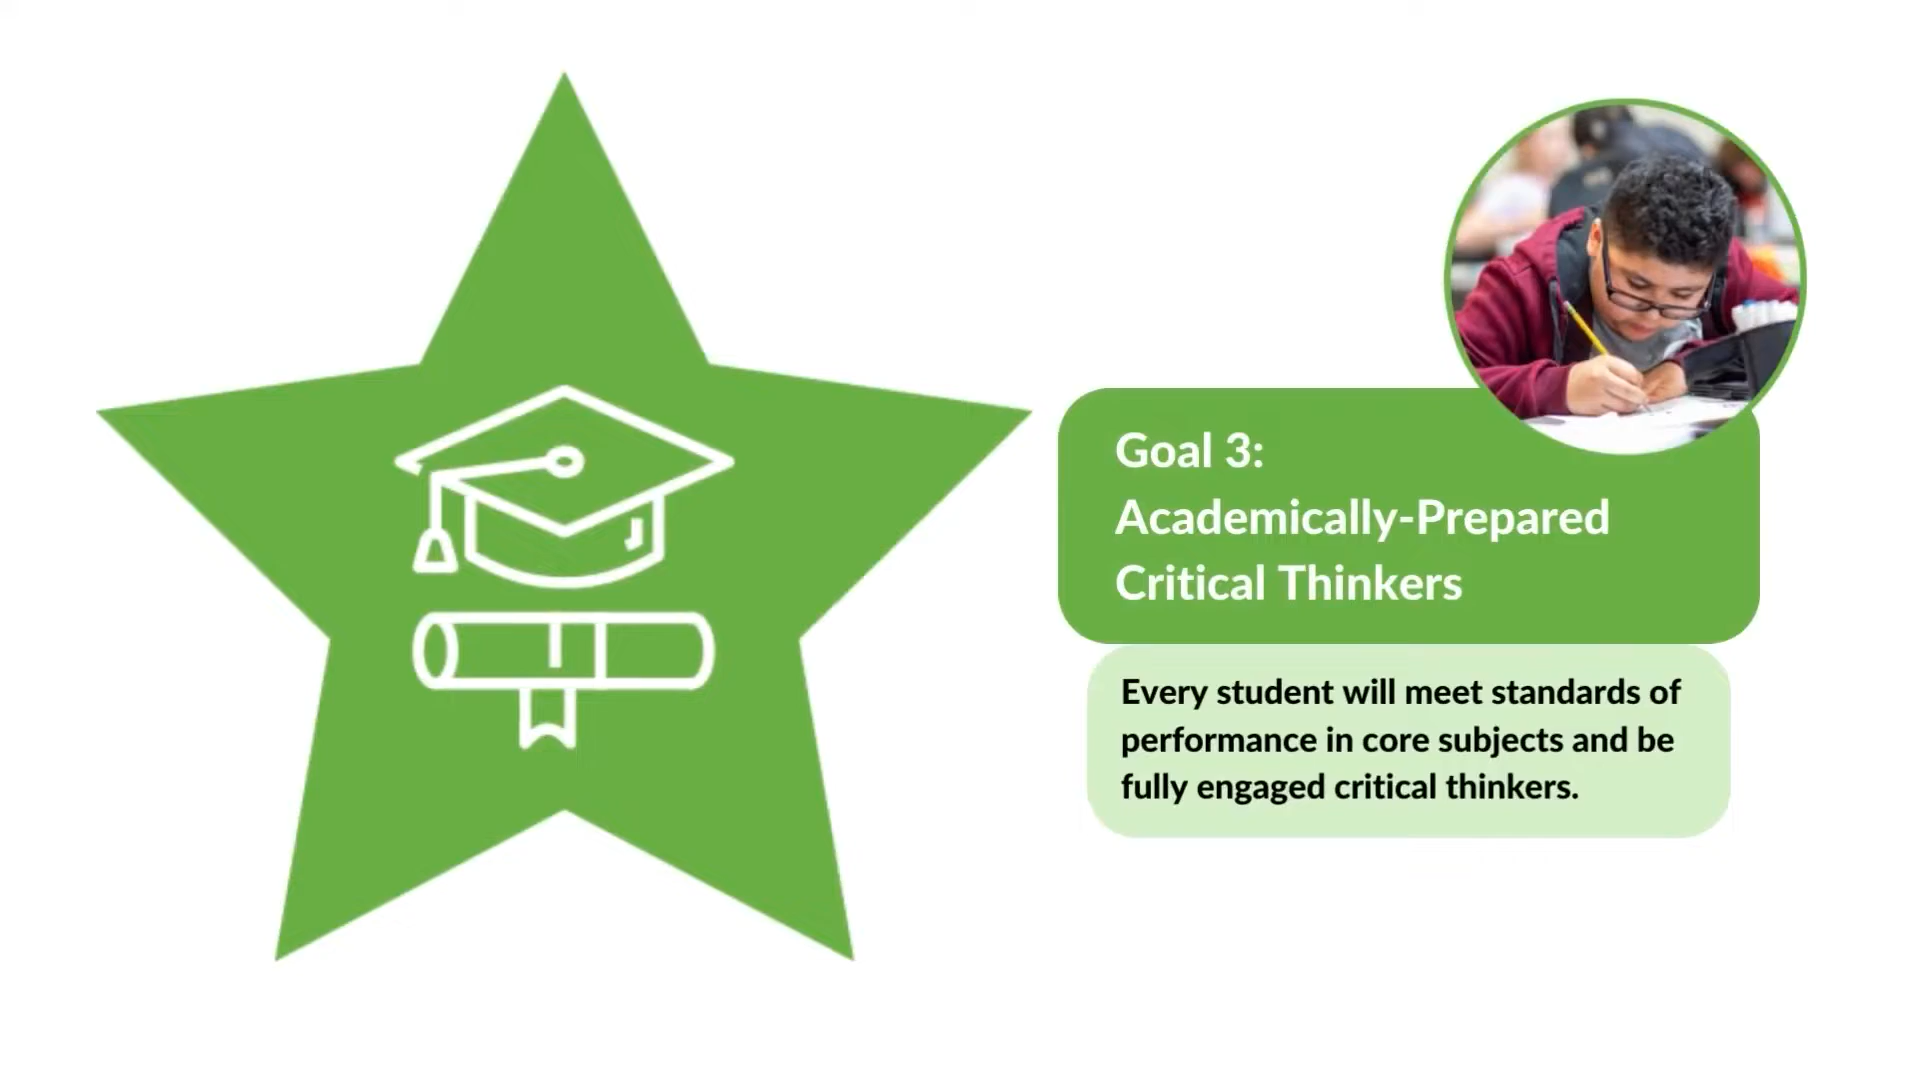 Goal 3:
Academically-Prepared
Critical Thinkers
Every student will meet standards of
performance in core subjects and be
fully engaged critical thinkers.